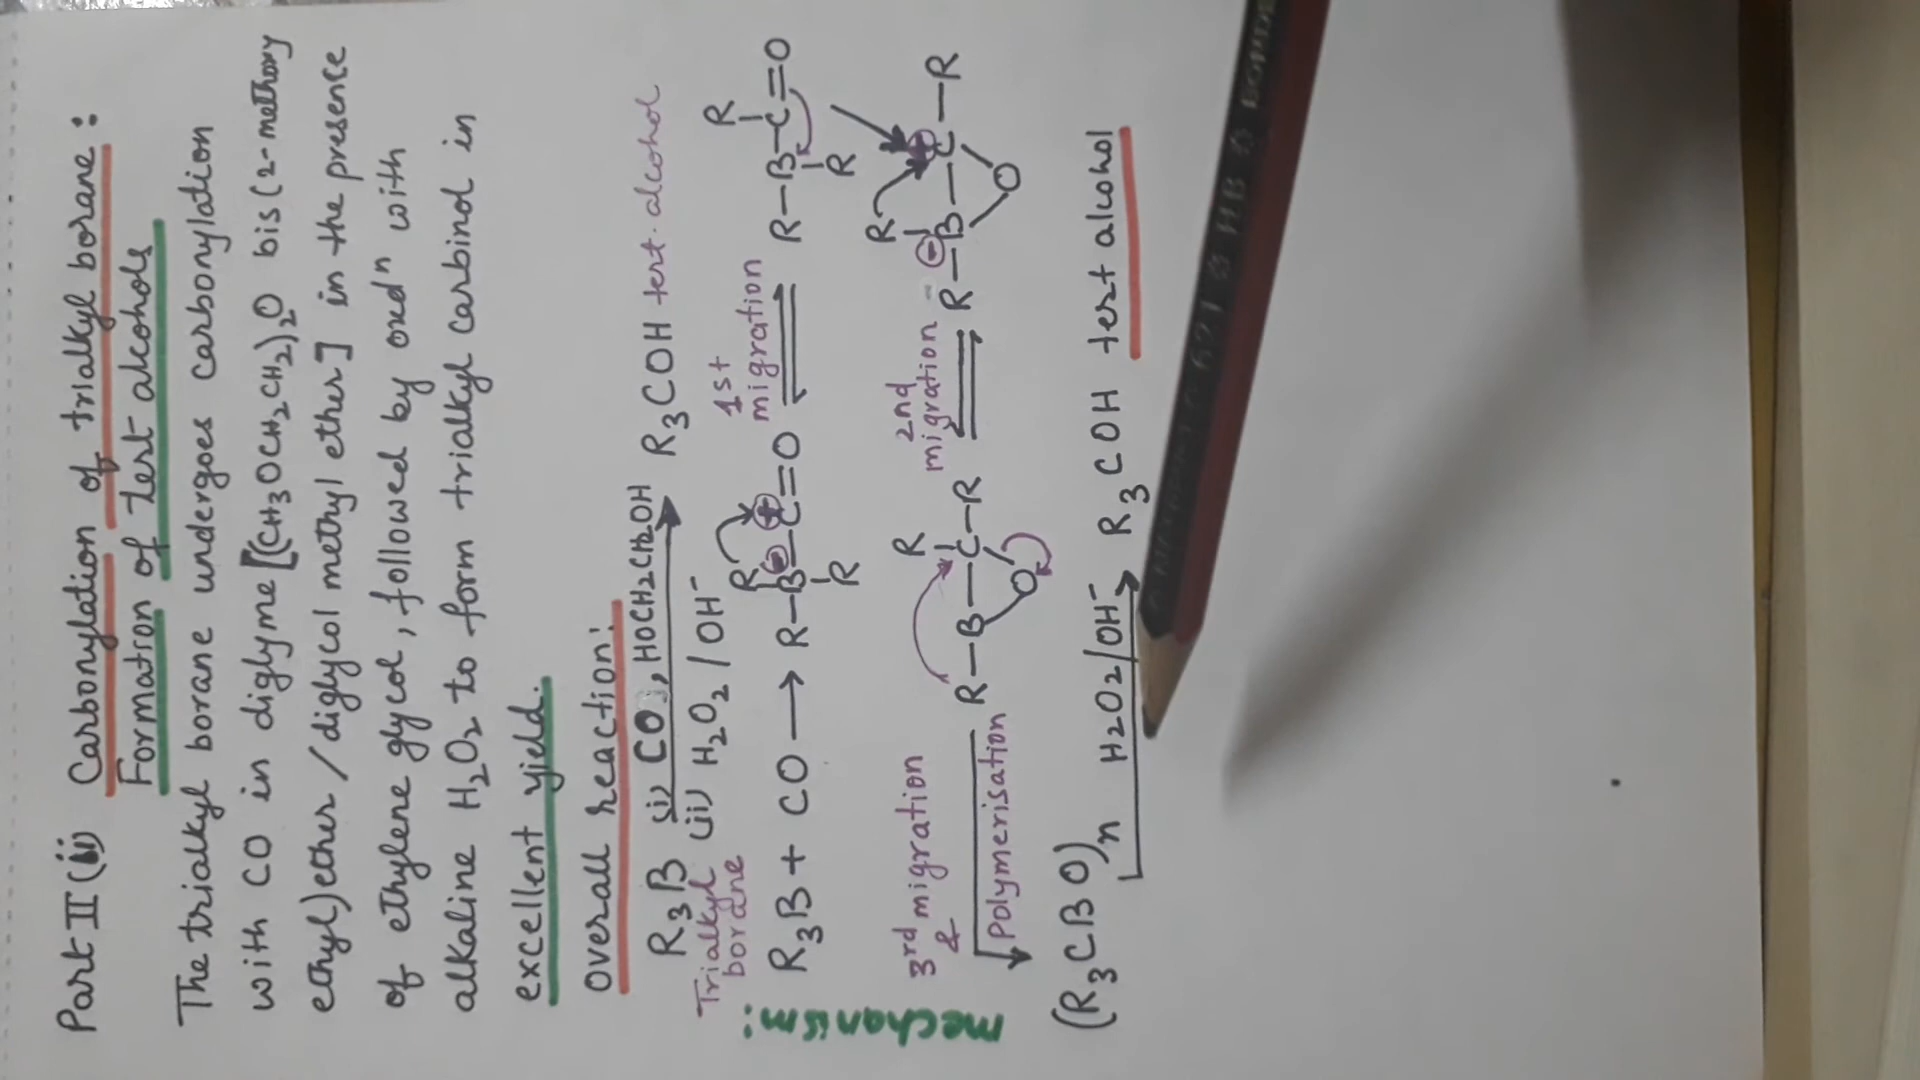 Part II (ii) Carbonylation of trialkyl borane :
Formation of tert alcohols
The trialkyl borane undergoes carbonylation
with CO in diglyme [(CH3OCH2CH2)2O bis(2-methoxy
ethyl)ether/diglycol methyl ether] in the presence
of ethylene glycol, followed by oxdⁿ with
alkaline H2O2 to form trialkyl carbinol in
excellent yield.
overall reaction:
R3B (i) CO, HOCH2CH2OH R3COH tert. alcohol
(ii) H2O2/OH⁻
Trialkyl
borane
mechanism:
R3B + CO → R–B⊖(R)(R)–C⊕=O 1st migration ⇌ R–B(R)–C(R)=O
R–B–C(R)–R O 2nd migration ⇌ R–B⊖(R)–C⊕–R O
3rd migration
&
Polymerisation
(R3CBO)n H2O2/OH⁻ → R3COH tert alcohol
BONDED HB 621